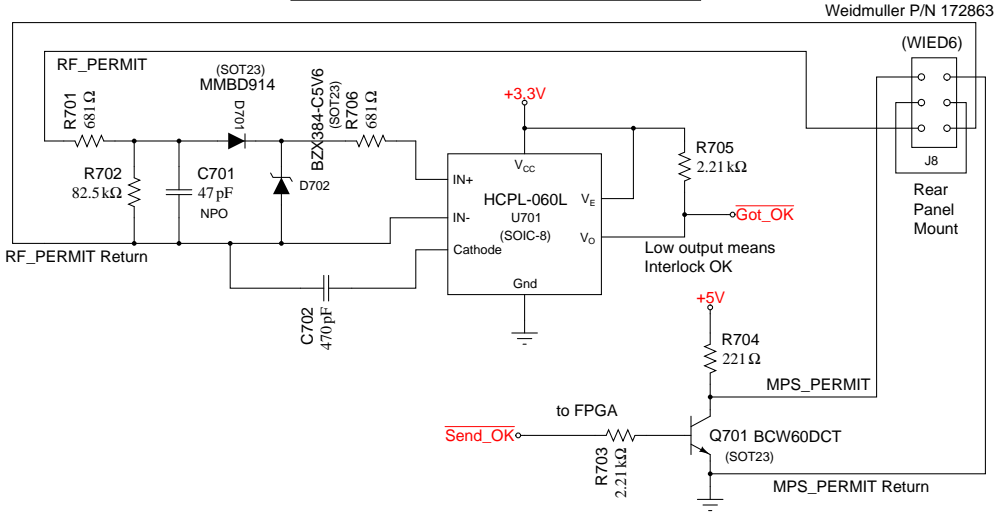 Weidmuller P/N 172863
(WIED6)
RF_PERMIT
(SOT23)
MMBD914
D701
BZX384-C5V6
(SOT23)
R706
681Ω
R701
681Ω
+3.3V
R705
2.21kΩ
J8
R702
82.5kΩ
C701
47pF
NPO
D702
VCC
IN+
HCPL-060L
VE
U701
IN-
(SOIC-8)
VO
Cathode
Gnd
Got_OK
Rear
Panel
Mount
Low output means
Interlock OK
RF_PERMIT Return
C702
470pF
+5V
R704
221Ω
MPS_PERMIT
to FPGA
Send_OK
R703
2.21kΩ
Q701 BCW60DCT
(SOT23)
MPS_PERMIT Return